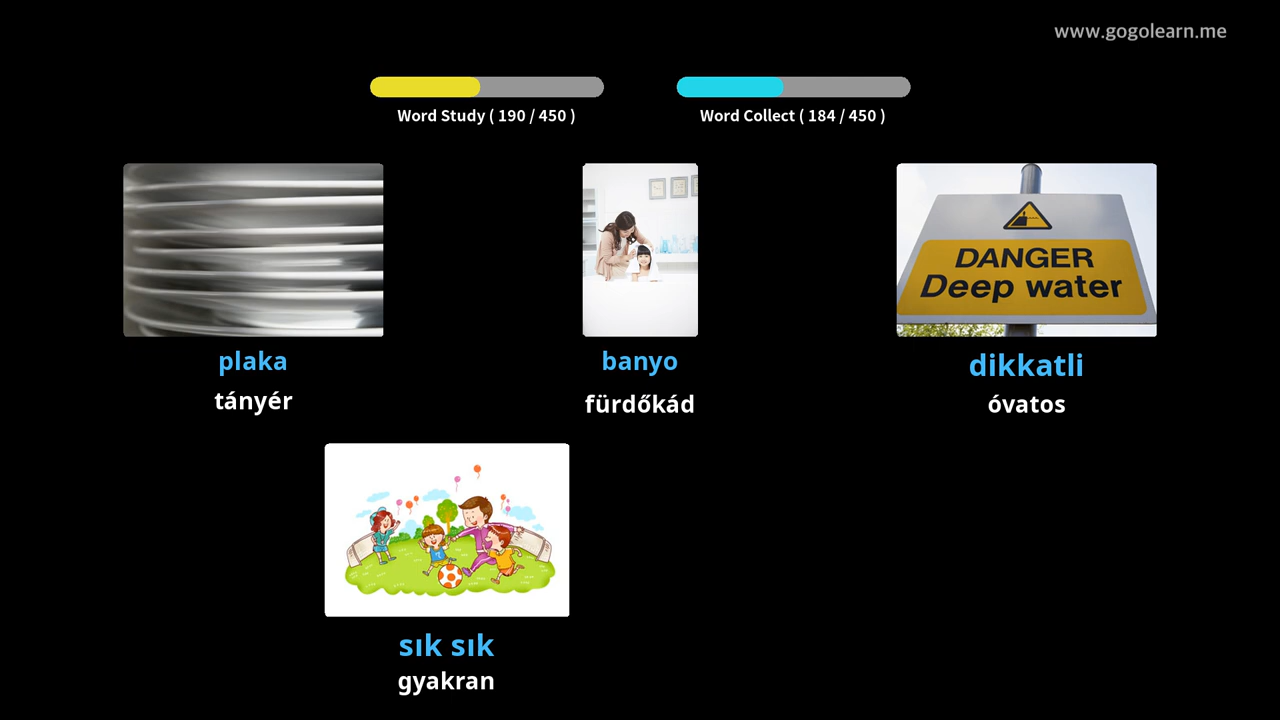 www.gogolearn.me
Word Study ( 190 / 450 )
Word Collect ( 184 / 450 )
DANGER
Deep water
plaka
tányér
banyo
fürdőkád
dikkatli
óvatos
sık sık
gyakran